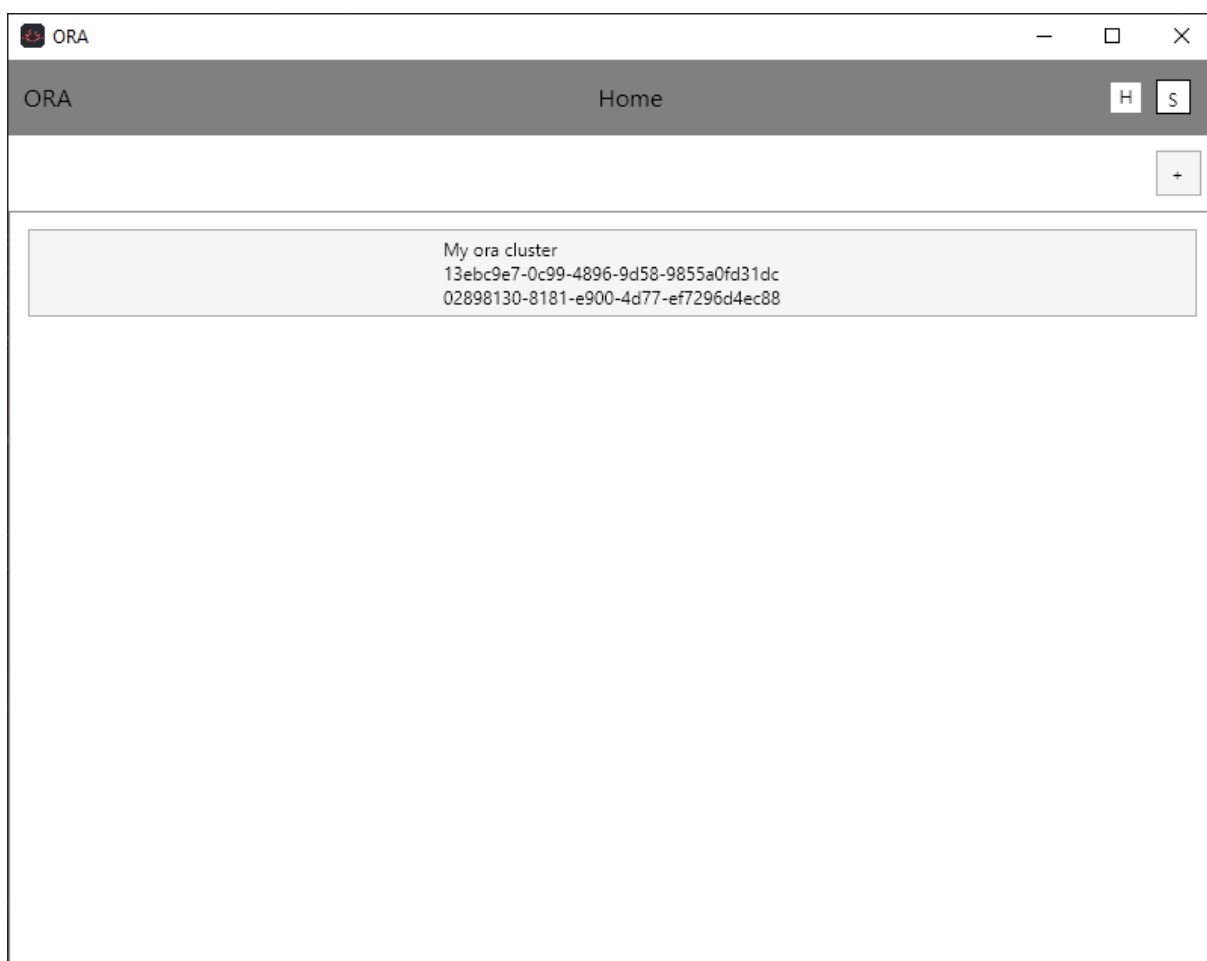 ORA
ORA
Home
H
S
+
My ora cluster
13ebc9e7-0c99-4896-9d58-9855a0fd31dc
02898130-8181-e900-4d77-ef7296d4ec88